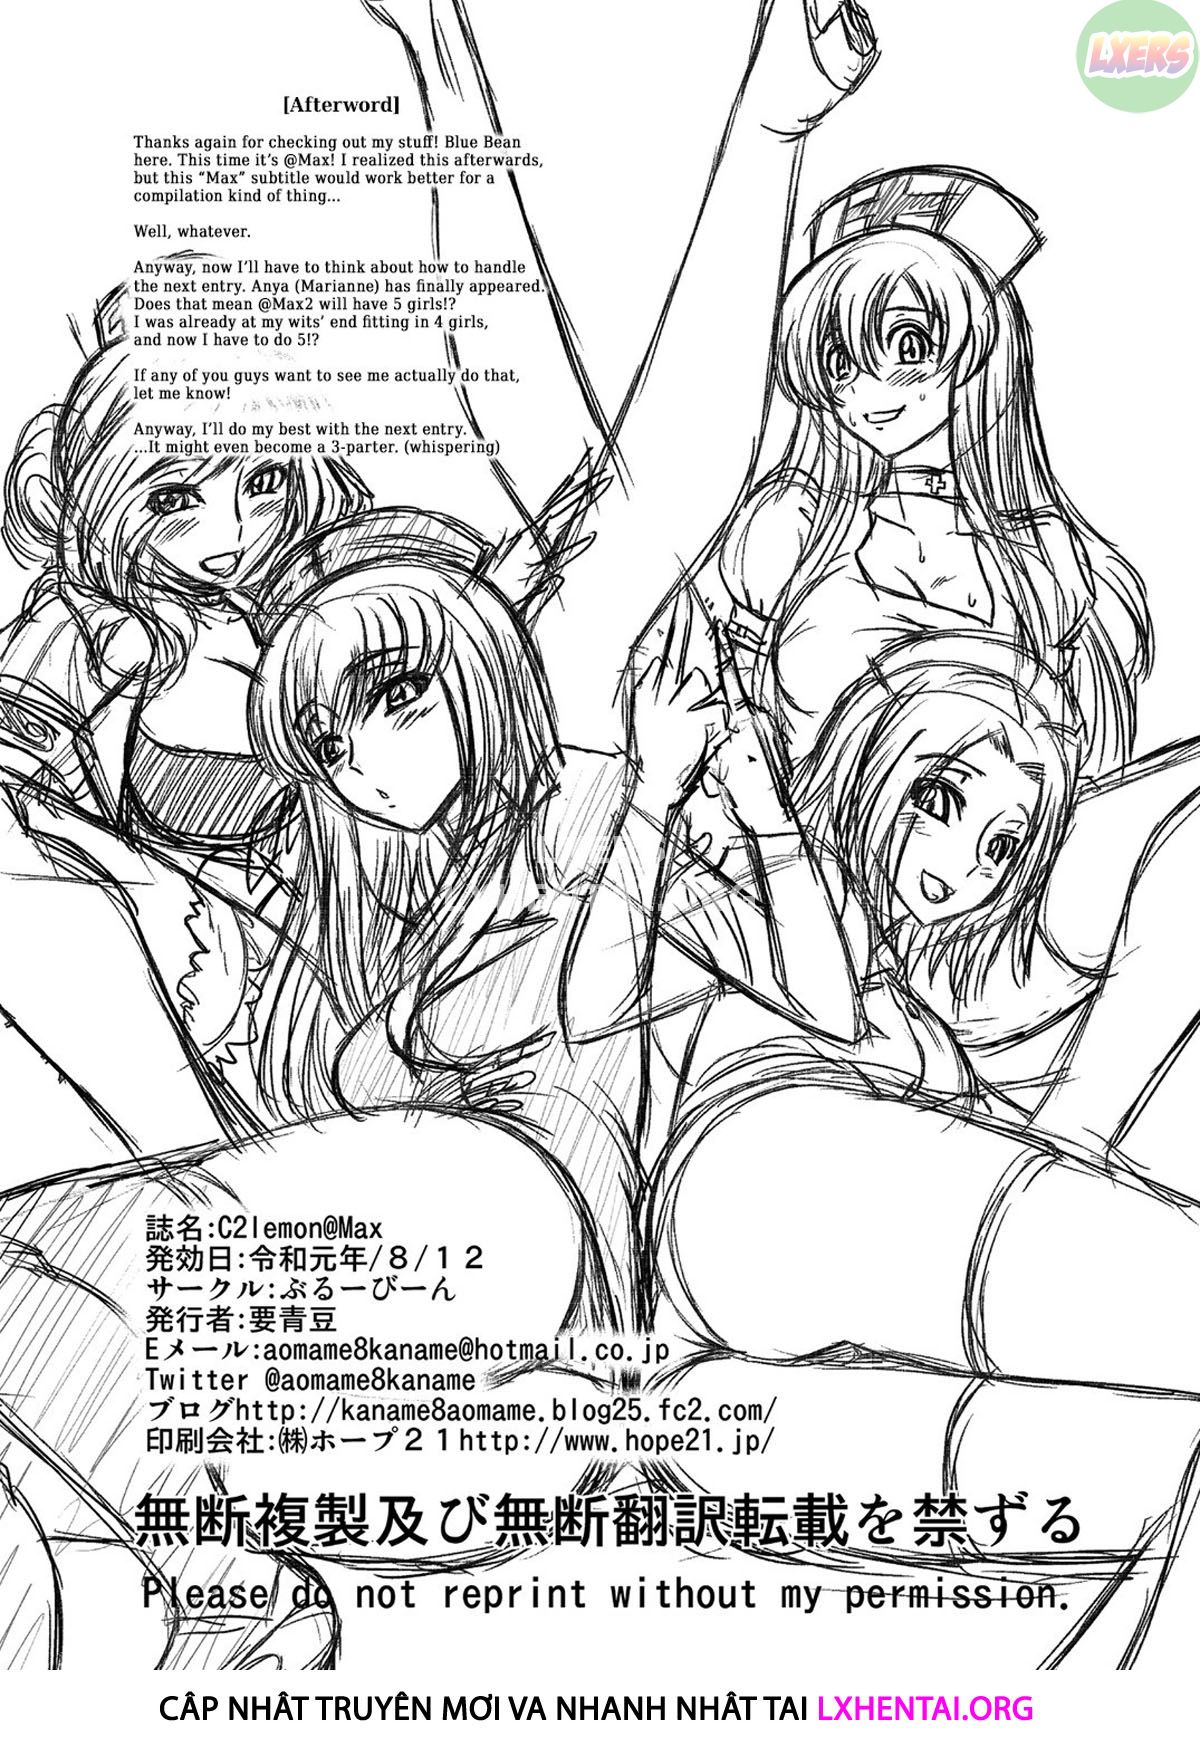 LXERS
[Afterword]
Thanks again for checking out my stuff! Blue Bean
here. This time it's @Max! I realized this afterwards,
but this “Max” subtitle would work better for a
compilation kind of thing...
Well, whatever.
Anyway, now I'll have to think about how to handle
the next entry. Anya (Marianne) has finally appeared.
Does that mean @Max2 will have 5 girls!?
I was already at my wits' end fitting in 4 girls,
and now I have to do 5!?
If any of you guys want to see me actually do that,
let me know!
Anyway, I'll do my best with the next entry.
...It might even become a 3-parter. (whispering)
誌名:C2lemon@Max
発効日:令和元年/8/12
サークル:ぶるーびーん
発行者:要青豆
Eメール:aomame8kaname@hotmail.co.jp
Twitter @aomame8kaname
ブログhttp://kaname8aomame.blog25.fc2.com/
印刷会社:㈱ホープ21http://www.hope21.jp/
無断複製及び無断翻訳転載を禁ずる
Please do not reprint without my permission.
CẬP NHẬT TRUYỆN MƠI VA NHANH NHẤT TAI LXHENTAI.ORG